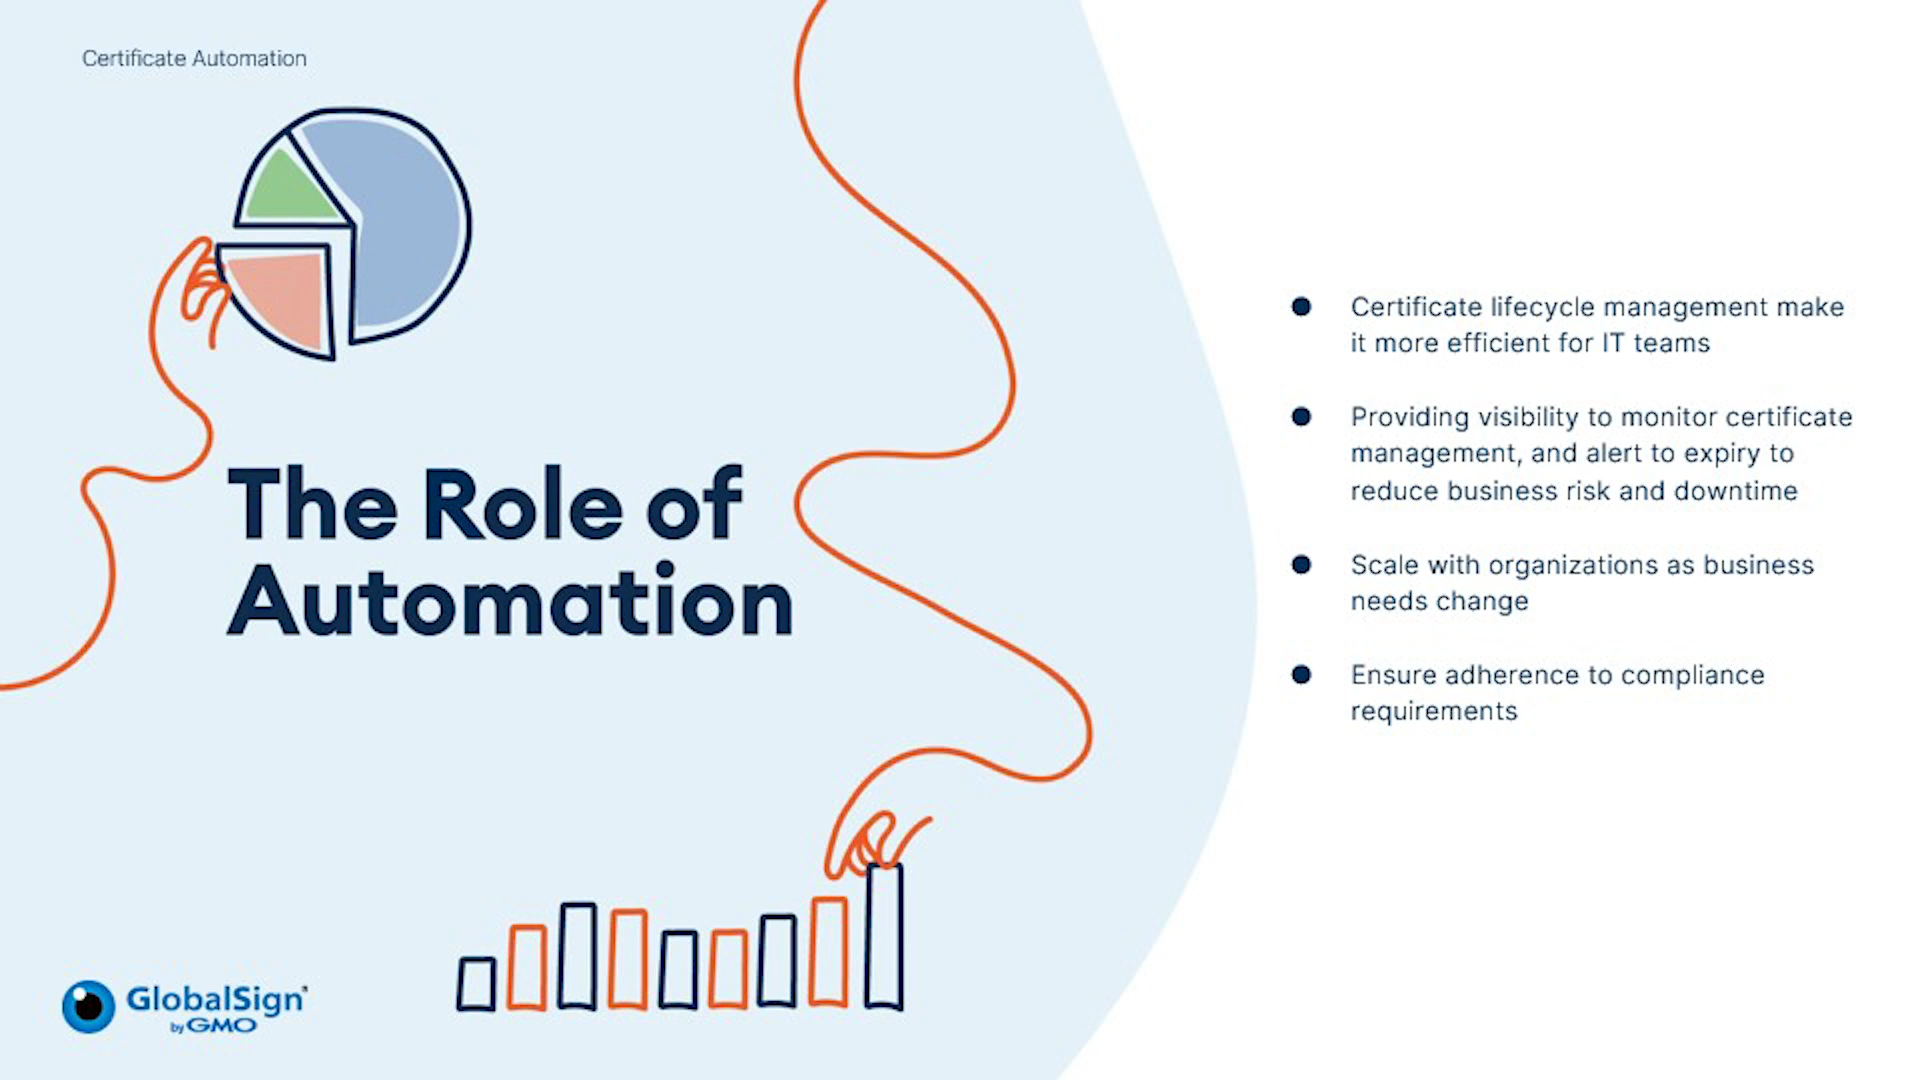 Certificate Automation
The Role of
Automation
Certificate lifecycle management make
it more efficient for IT teams
Providing visibility to monitor certificate
management, and alert to expiry to
reduce business risk and downtime
Scale with organizations as business
needs change
Ensure adherence to compliance
requirements
GlobalSign
by GMO